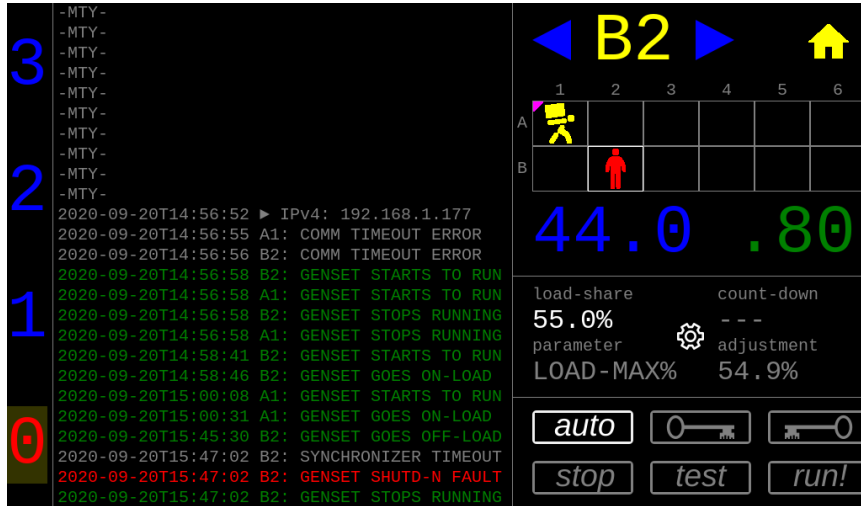 3
2
1
0
-MTY-
-MTY-
-MTY-
-MTY-
-MTY-
-MTY-
-MTY-
-MTY-
-MTY-
-MTY-
2020-09-20T14:56:52 ► IPv4: 192.168.1.177
2020-09-20T14:56:55 A1: COMM TIMEOUT ERROR
2020-09-20T14:56:56 B2: COMM TIMEOUT ERROR
2020-09-20T14:56:58 B2: GENSET STARTS TO RUN
2020-09-20T14:56:58 A1: GENSET STARTS TO RUN
2020-09-20T14:56:58 B2: GENSET STOPS RUNNING
2020-09-20T14:56:58 A1: GENSET STOPS RUNNING
2020-09-20T14:58:41 B2: GENSET STARTS TO RUN
2020-09-20T14:58:46 B2: GENSET GOES ON-LOAD
2020-09-20T15:00:08 A1: GENSET STARTS TO RUN
2020-09-20T15:00:31 A1: GENSET GOES ON-LOAD
2020-09-20T15:45:30 B2: GENSET GOES OFF-LOAD
2020-09-20T15:47:02 B2: SYNCHRONIZER TIMEOUT
2020-09-20T15:47:02 B2: GENSET SHUTD-N FAULT
2020-09-20T15:47:02 B2: GENSET STOPS RUNNING
B2
1 2 3 4 5 6
A
B
44.0 .80
load-share count-down
55.0% ---
parameter adjustment
LOAD-MAX% 54.9%
auto
stop test run!